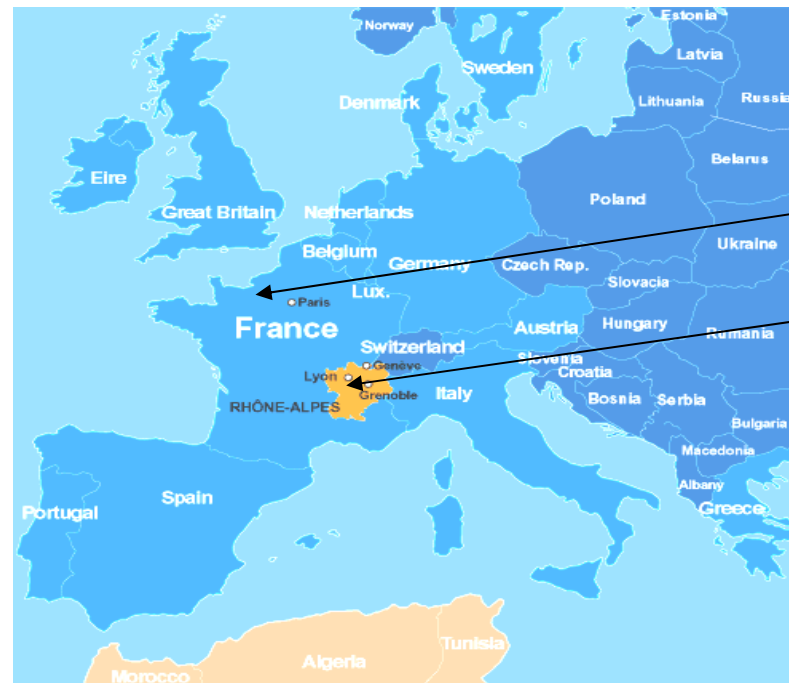 Norway
Estonia
Sweden
Latvia
Denmark
Lithuania
Russia
Belarus
Eire
Poland
Great Britain
Netherlands
Ukraine
Belgium
Germany
Czech Rep.
Slovacia
Lux.
Paris
France
Austria
Hungary
Rumania
Switzerland
Slovenia
Genève
Croatia
Lyon
Grenoble
Italy
Bosnia
Serbia
RHÔNE-ALPES
Bulgaria
Macedonia
Albany
Spain
Portugal
Greece
Tunisia
Algeria
Morocco